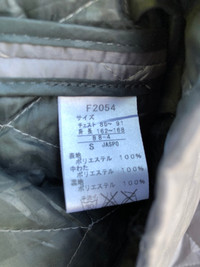 F2054
サイズ
チェスト 85- 91
身 長 162-168
S JASPO
表地
ポリエステル 100%
中わた
ポリエステル 100%
裏地
ポリエステル 100%